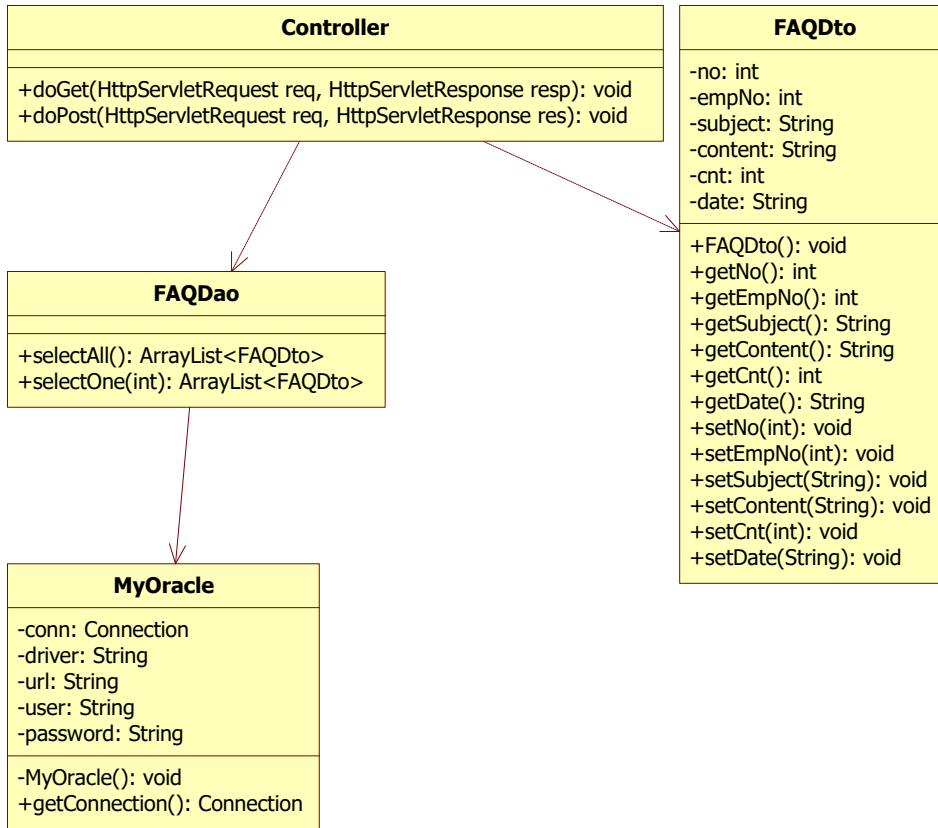 Controller
+doGet(HttpServletRequest req, HttpServletResponse resp): void
+doPost(HttpServletRequest req, HttpServletResponse res): void
FAQDto
-no: int
-empNo: int
-subject: String
-content: String
-cnt: int
-date: String
+FAQDto(): void
+getNo(): int
+getEmpNo(): int
+getSubject(): String
+getContent(): String
+getCnt(): int
+getDate(): String
+setNo(int): void
+setEmpNo(int): void
+setSubject(String): void
+setContent(String): void
+setCnt(int): void
+setDate(String): void
FAQDao
+selectAll(): ArrayList<FAQDto>
+selectOne(int): ArrayList<FAQDto>
MyOracle
-conn: Connection
-driver: String
-url: String
-user: String
-password: String
-MyOracle(): void
+getConnection(): Connection